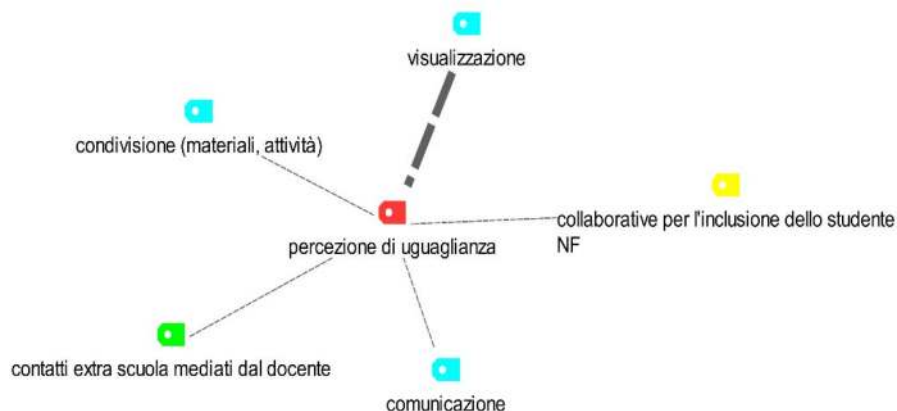 visualizzazione
condivisione (materiali, attività)
collaborative per l'inclusione dello studente
NF
percezione di uguaglianza
contatti extra scuola mediati dal docente
comunicazione